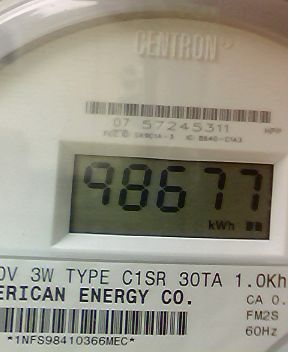 CENTRON
07 57245311 HPP
98677
kWh
0V 3W TYPE C1SR 30TA 1.0Kh
ERICAN ENERGY CO. CA 0.
FM2S
*1NFS98410366MEC* 60Hz